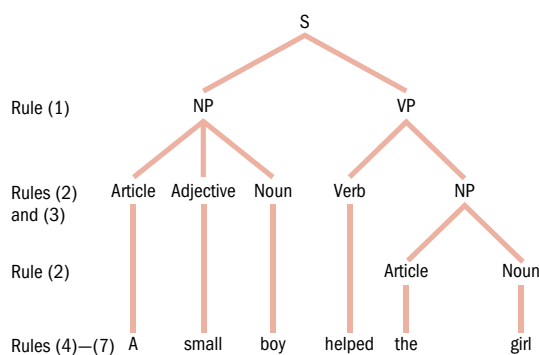 S
Rule (1) NP VP
Rules (2) and (3) Article Adjective Noun Verb NP
Rule (2) Article Noun
Rules (4)—(7) A small boy helped the girl